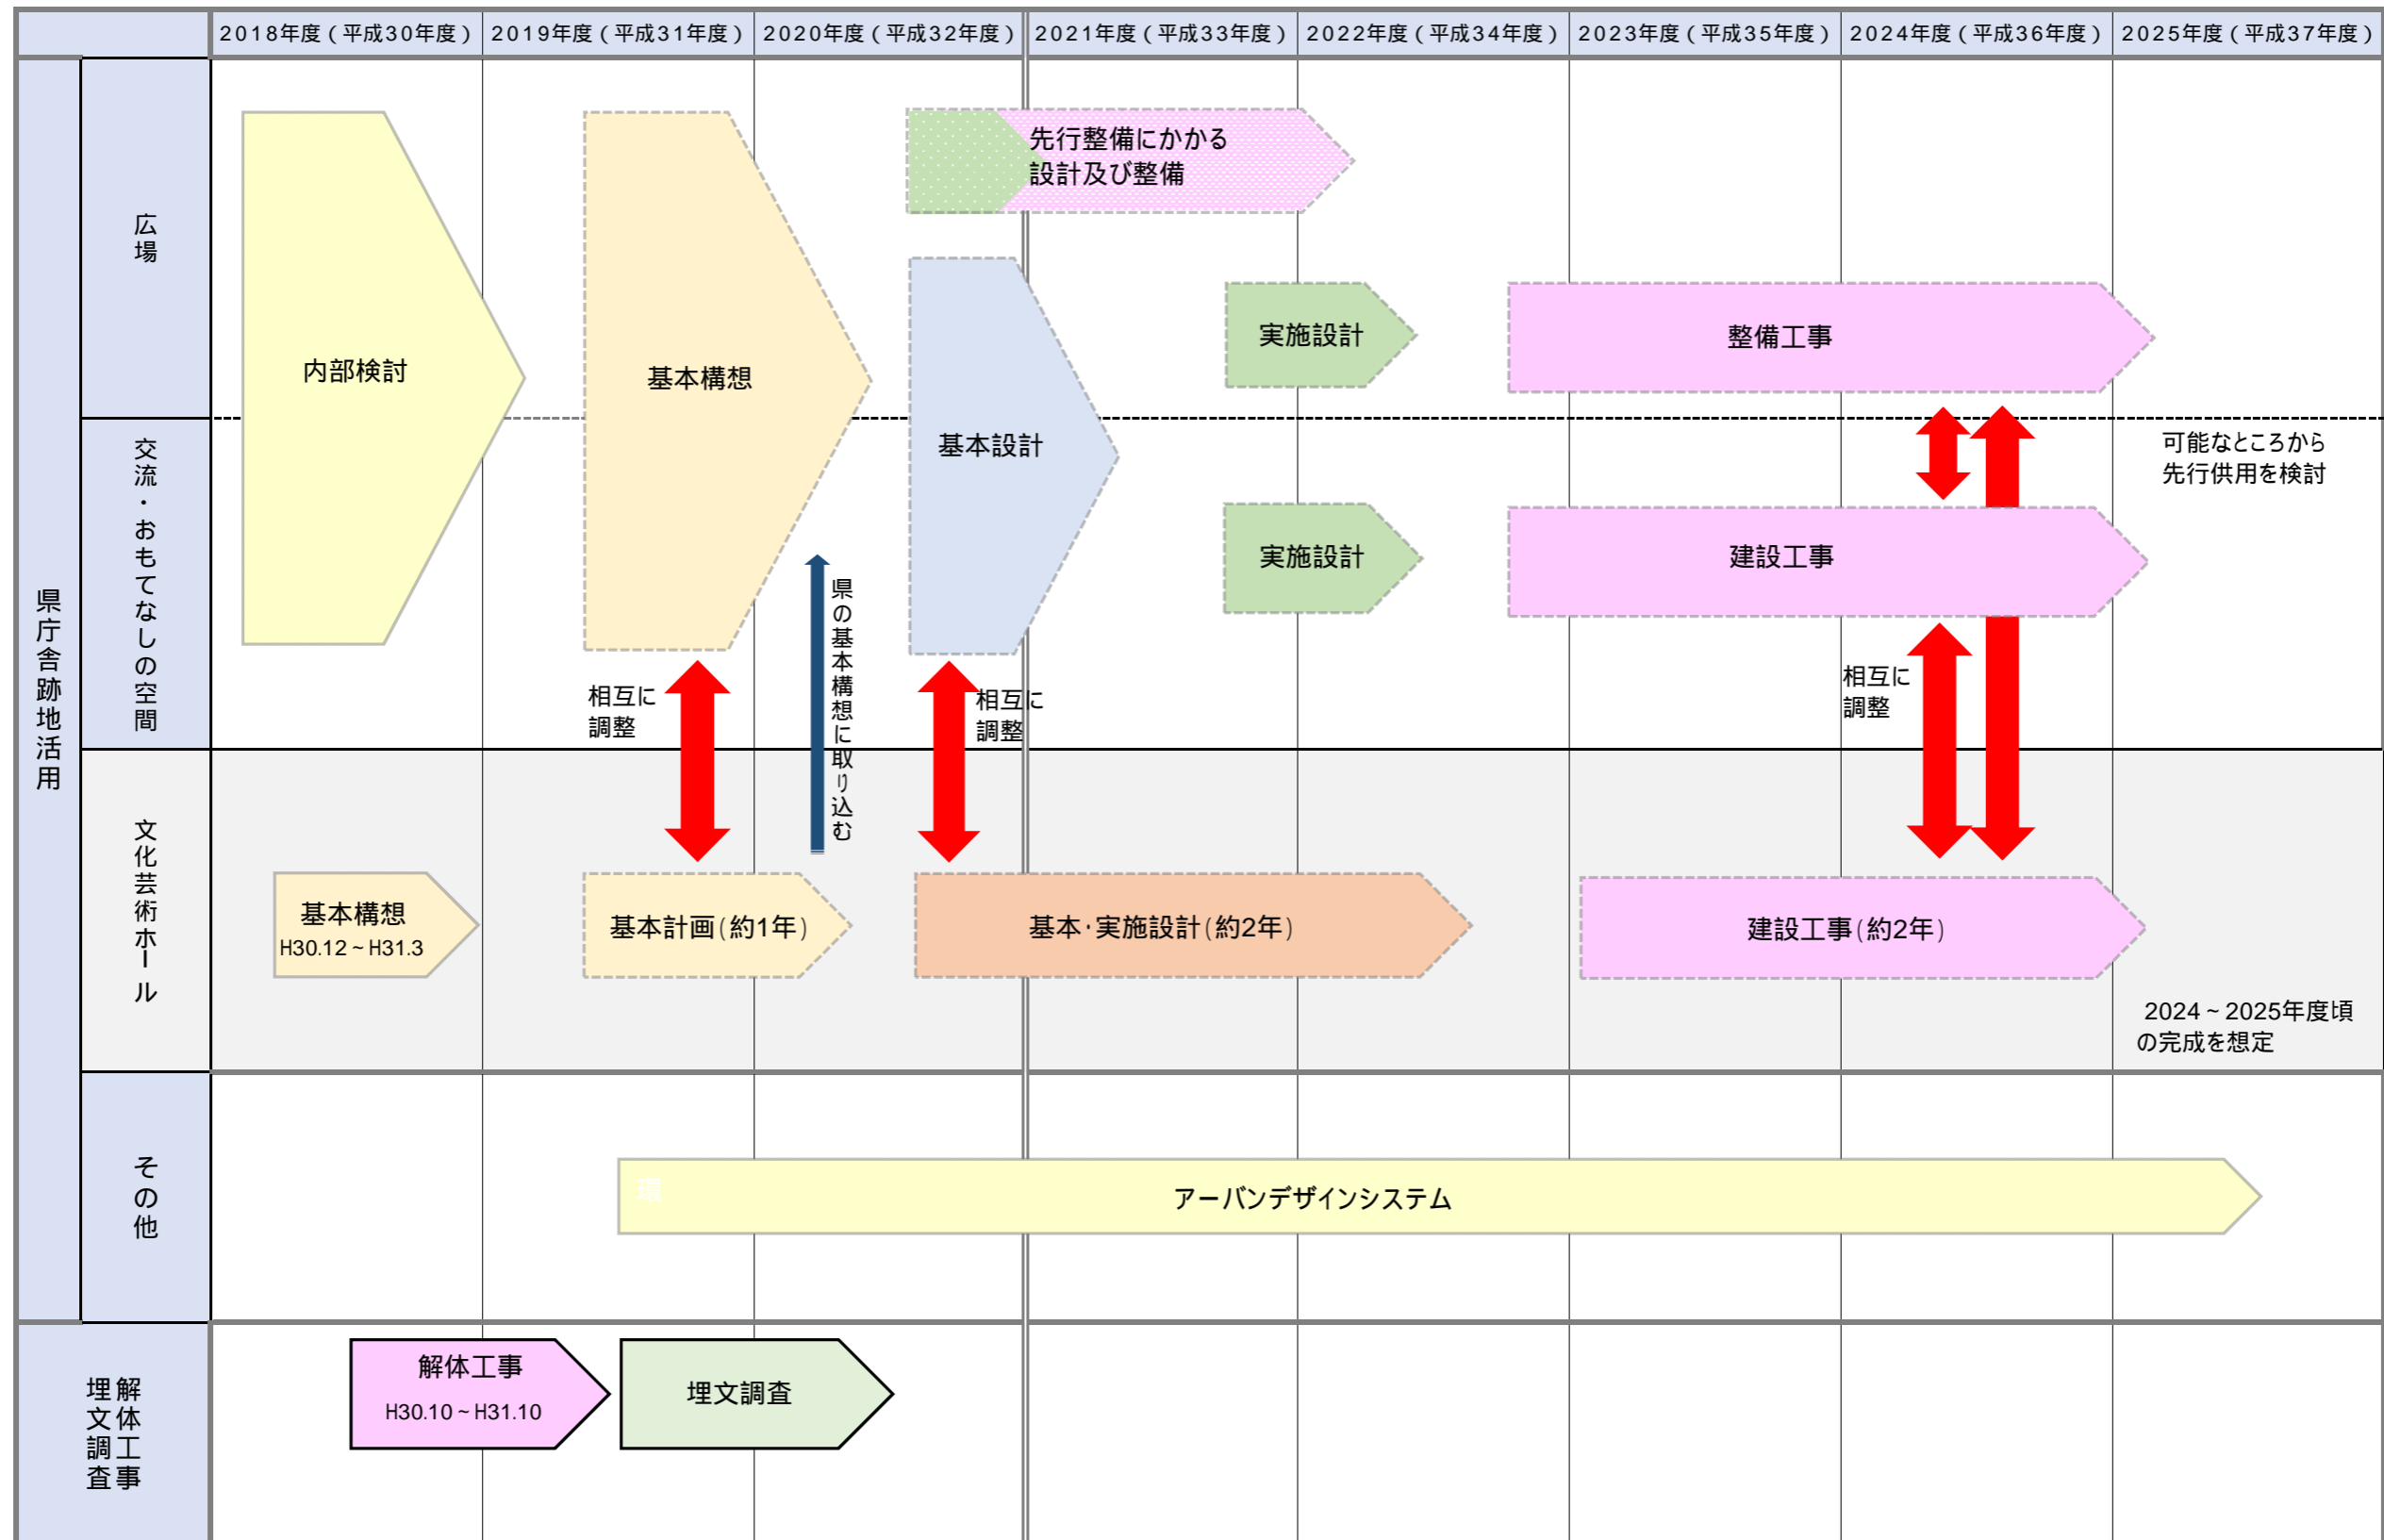 2018年度(平成30年度)
2019年度(平成31年度)
2020年度(平成32年度)
2021年度(平成33年度)
2022年度(平成34年度)
2023年度(平成35年度)
2024年度(平成36年度)
2025年度(平成37年度)
県庁舎跡地活用
広場
内部検討
基本構想
先行整備にかかる
設計及び整備
基本設計
実施設計
整備工事
交流・おもてなしの空間
実施設計
建設工事
可能なところから
先行供用を検討
相互に
調整
県の基本構想に取り込む
相互に
調整
相互に
調整
文化芸術ホール
基本構想
H30.12~H31.3
基本計画(約1年)
基本・実施設計(約2年)
建設工事(約2年)
2024~2025年度頃
の完成を想定
その他
環
アーバンデザインシステム
解体工事
埋文調査
解体工事
H30.10~H31.10
埋文調査